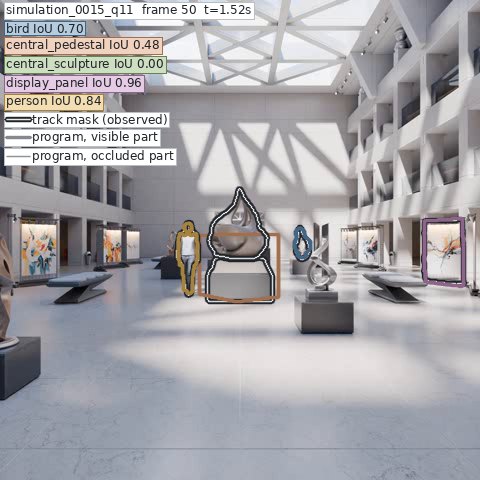 simulation_0015_q11  frame 50  t=1.52s
bird IoU 0.70
central_pedestal IoU 0.48
central_sculpture IoU 0.00
display_panel IoU 0.96
person IoU 0.84
track mask (observed)
program, visible part
program, occluded part